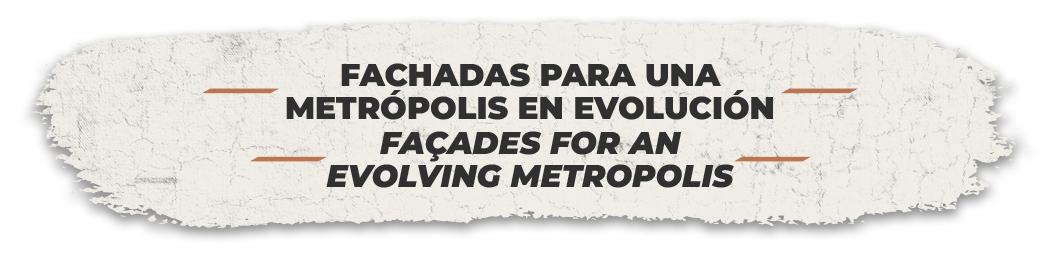 FACHADAS PARA UNA
METRÓPOLIS EN EVOLUCIÓN
FAÇADES FOR AN
EVOLVING METROPOLIS